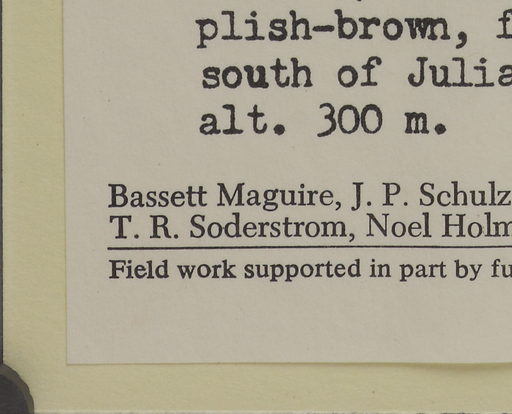 plish-brown, f
south of Julia
alt. 300 m.
Bassett Maguire, J. P. Schulz
T. R. Soderstrom, Noel Holm
Field work supported in part by fu